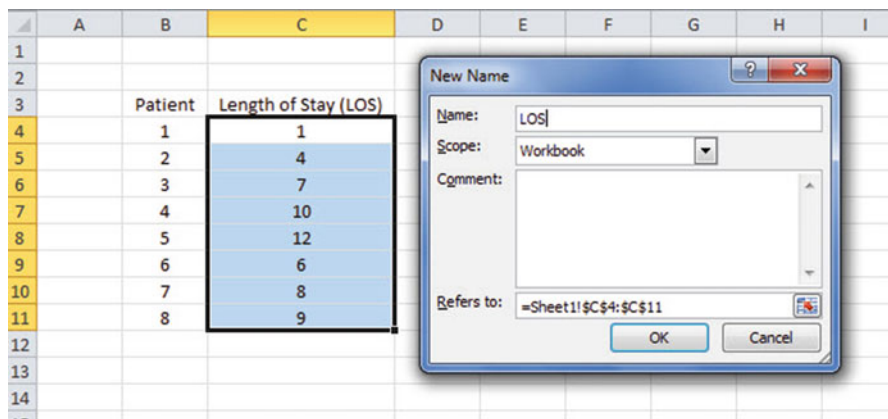 A B C D E F G H I
1
2
3 Patient Length of Stay (LOS)
4 1 1
5 2 4
6 3 7
7 4 10
8 5 12
9 6 6
10 7 8
11 8 9
12
13
14
New Name
?
Name: LOS
Scope: Workbook
Comment:
Refers to: =Sheet1!$C$4:$C$11
OK Cancel